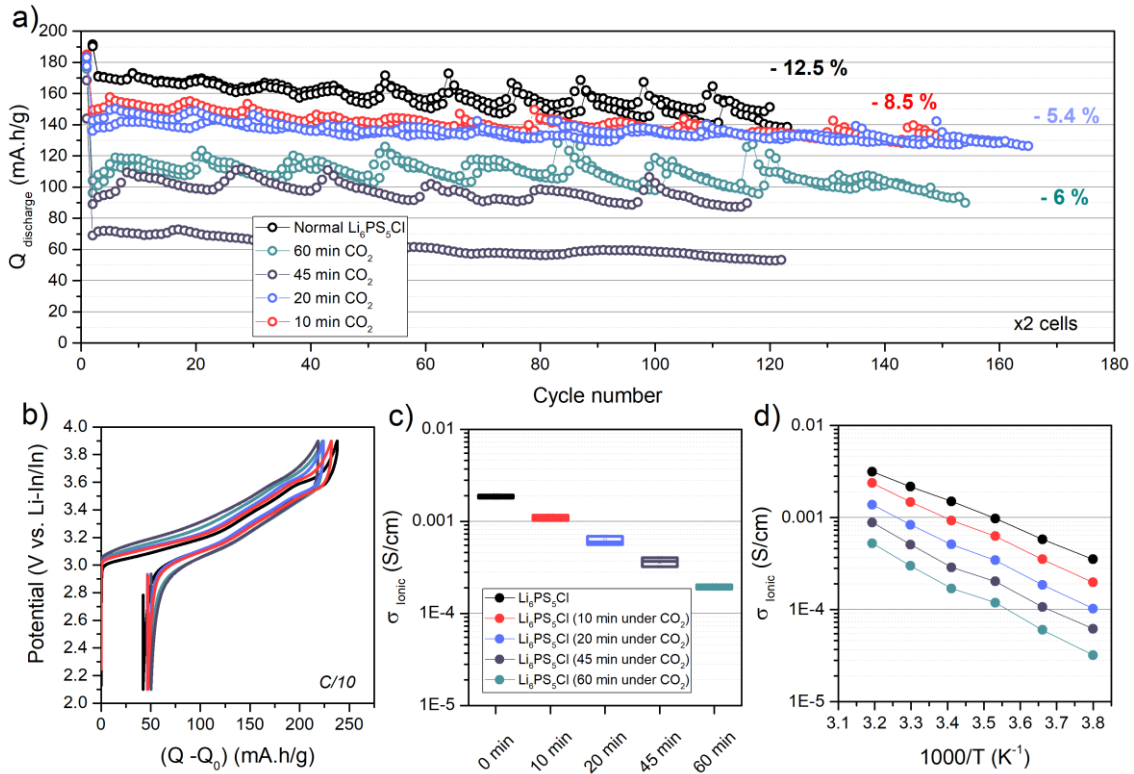 a)
200
180
160
140
120
100
80
60
40
20
0
Q discharge (mA.h/g)
- 12.5 %
- 8.5 %
- 5.4 %
- 6 %
Normal Li₆PS₅Cl
60 min CO₂
45 min CO₂
20 min CO₂
10 min CO₂
x2 cells
0 20 40 60 80 100 120 140 160 180
Cycle number
b)
4.0
3.8
3.6
3.4
3.2
3.0
2.8
2.6
2.4
2.2
2.0
Potential (V vs. Li-In/In)
C/10
0 50 100 150 200 250
(Q -Q₀) (mA.h/g)
c)
0.01
0.001
1E-4
1E-5
σ Ionic (S/cm)
Li₆PS₅Cl
Li₆PS₅Cl (10 min under CO₂)
Li₆PS₅Cl (20 min under CO₂)
Li₆PS₅Cl (45 min under CO₂)
Li₆PS₅Cl (60 min under CO₂)
0 min 10 min 20 min 45 min 60 min
d)
0.01
0.001
1E-4
1E-5
σ Ionic (S/cm)
3.1 3.2 3.3 3.4 3.5 3.6 3.7 3.8
1000/T (K⁻¹)